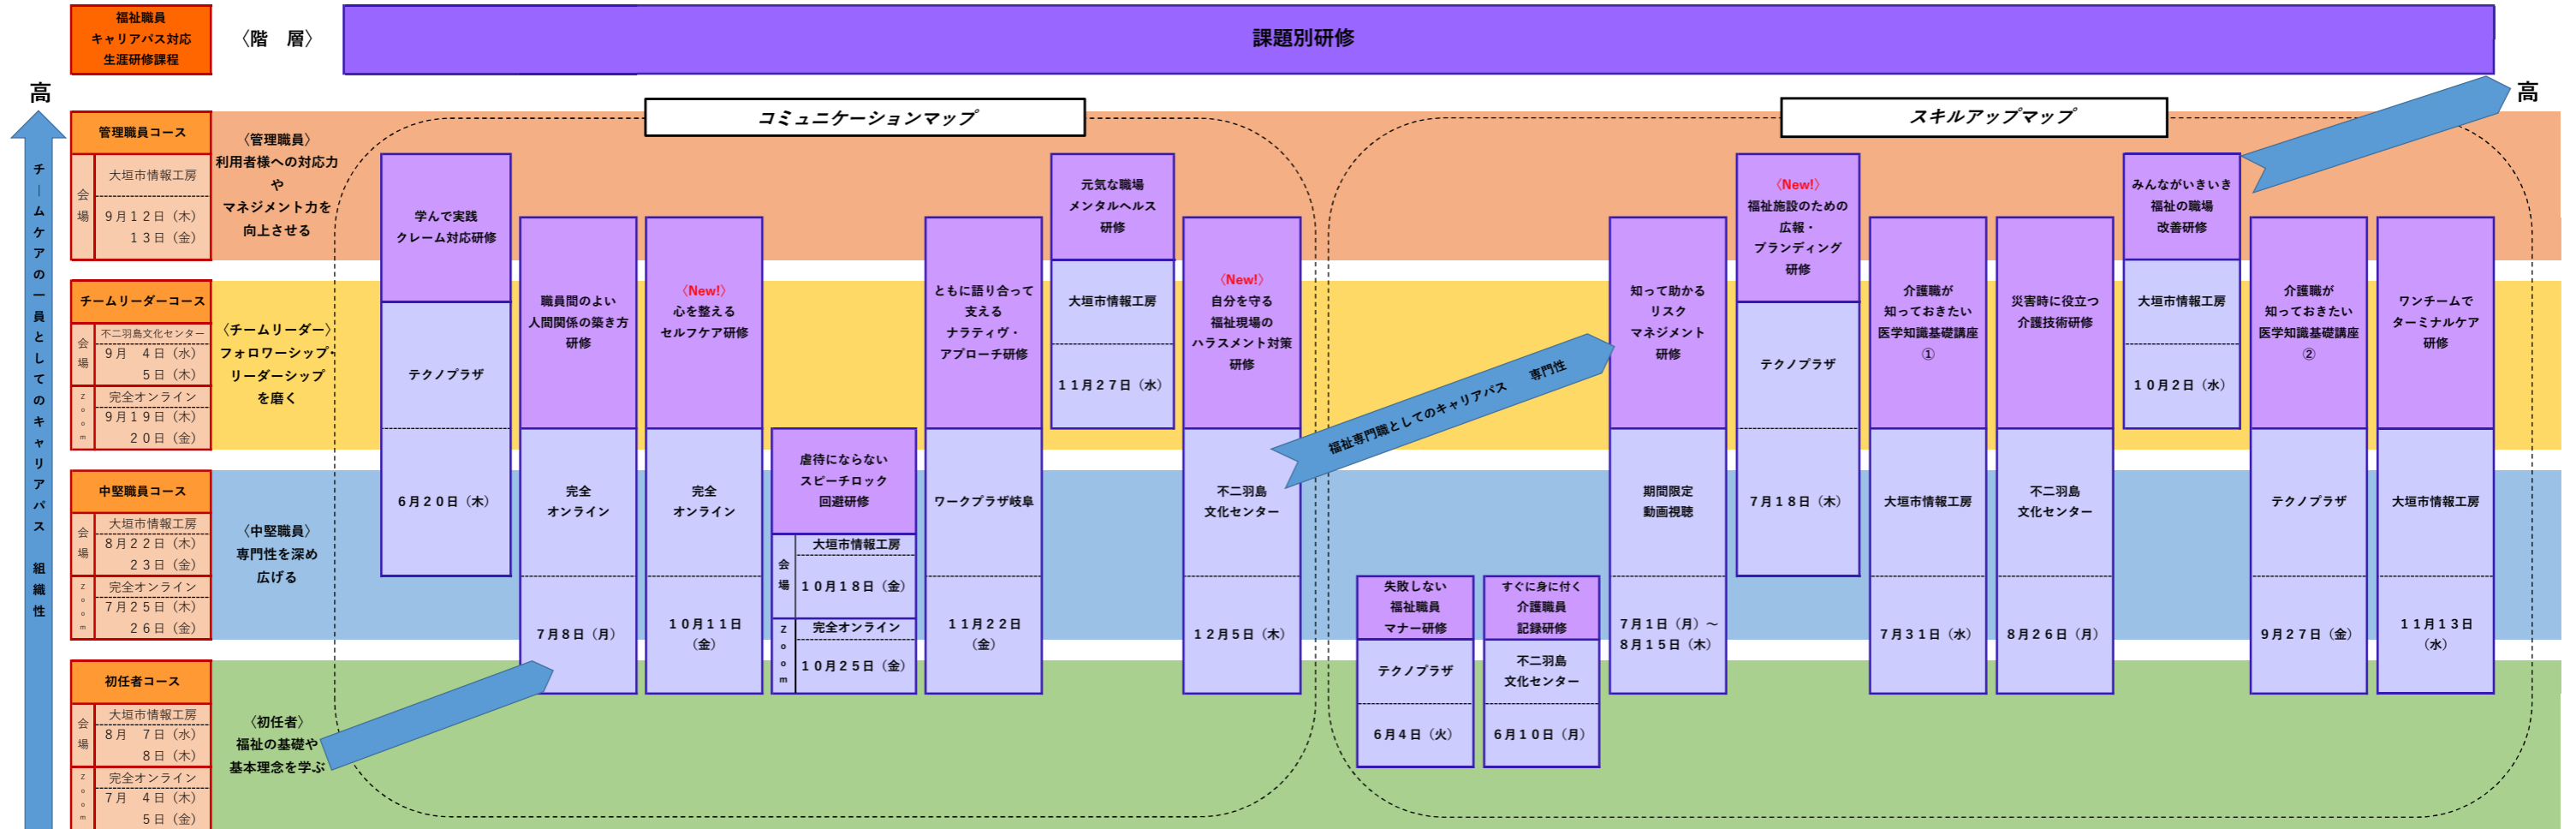 福祉職員
キャリアパス対応
生涯研修課程
〈階　層〉
課題別研修
高
高
チームケアの一員としてのキャリアパス　組織性
管理職員コース
会場
大垣市情報工房
９月１２日（木）
１３日（金）
〈管理職員〉
利用者様への対応力
や
マネジメント力を
向上させる
チームリーダーコース
会場
不二羽島文化センター
９月　４日（水）
５日（木）
Ｚｏｏｍ
完全オンライン
９月１９日（木）
２０日（金）
〈チームリーダー〉
フォロワーシップ・
リーダーシップ
を磨く
中堅職員コース
会場
大垣市情報工房
８月２２日（木）
２３日（金）
Ｚｏｏｍ
完全オンライン
７月２５日（木）
２６日（金）
〈中堅職員〉
専門性を深め
広げる
初任者コース
会場
大垣市情報工房
８月　７日（水）
８日（木）
Ｚｏｏｍ
完全オンライン
７月　４日（木）
５日（金）
〈初任者〉
福祉の基礎や
基本理念を学ぶ
コミュニケーションマップ
学んで実践
クレーム対応研修
テクノプラザ
６月２０日（木）
職員間のよい
人間関係の築き方
研修
完全
オンライン
７月８日（月）
〈New!〉
心を整える
セルフケア研修
完全
オンライン
１０月１１日
（金）
虐待にならない
スピーチロック
回避研修
会場
大垣市情報工房
１０月１８日（金）
Ｚｏｏｍ
完全オンライン
１０月２５日（金）
ともに語り合って
支える
ナラティヴ・
アプローチ研修
ワークプラザ岐阜
１１月２２日
（金）
元気な職場
メンタルヘルス
研修
大垣市情報工房
１１月２７日（水）
〈New!〉
自分を守る
福祉現場の
ハラスメント対策
研修
不二羽島
文化センター
１２月５日（木）
福祉専門職としてのキャリアパス　専門性
スキルアップマップ
失敗しない
福祉職員
マナー研修
テクノプラザ
６月４日（火）
すぐに身に付く
介護職員
記録研修
不二羽島
文化センター
６月１０日（月）
知って助かる
リスク
マネジメント
研修
期間限定
動画視聴
７月１日（月）～
８月１５日（木）
〈New!〉
福祉施設のための
広報・
ブランディング
研修
テクノプラザ
７月１８日（木）
介護職が
知っておきたい
医学知識基礎講座
①
大垣市情報工房
７月３１日（水）
災害時に役立つ
介護技術研修
不二羽島
文化センター
８月２６日（月）
みんながいきいき
福祉の職場
改善研修
大垣市情報工房
１０月２日（水）
介護職が
知っておきたい
医学知識基礎講座
②
テクノプラザ
９月２７日（金）
ワンチームで
ターミナルケア
研修
大垣市情報工房
１１月１３日
（水）